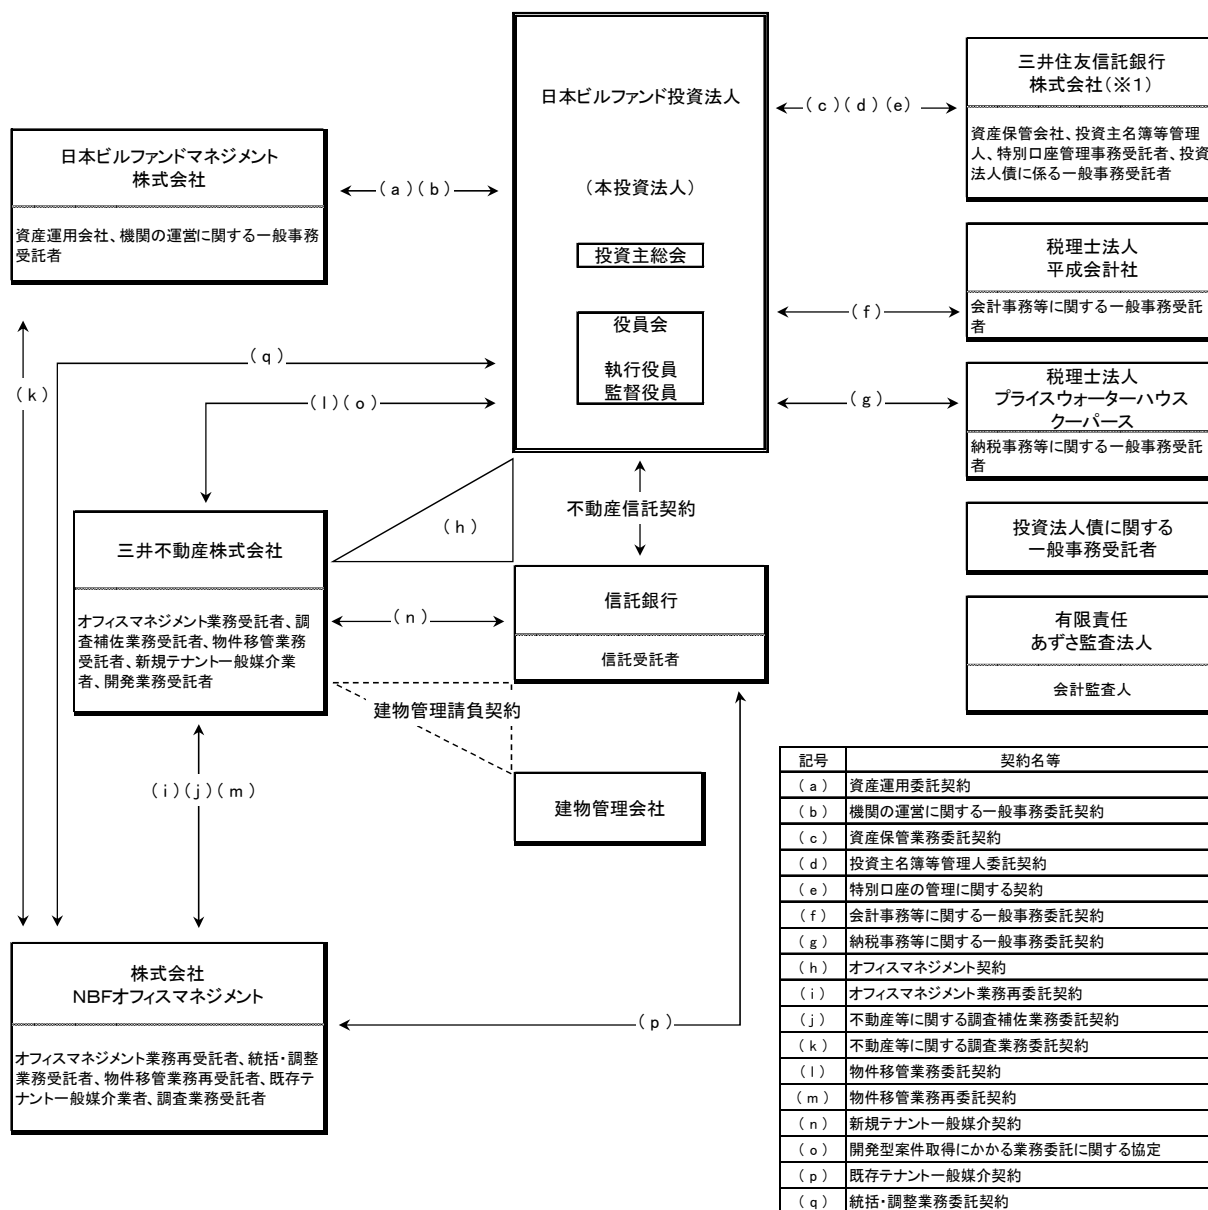 日本ビルファンド投資法人
(本投資法人)
投資主総会
役員会
執行役員
監督役員
日本ビルファンドマネジメント
株式会社
資産運用会社、機関の運営に関する一般事務
受託者
(a)(b)
(c)(d)(e)
三井住友信託銀行
株式会社(※1)
資産保管会社、投資主名簿等管理
人、特別口座管理事務受託者、投資
法人債に係る一般事務受託者
(f)
税理士法人
平成会計社
会計事務等に関する一般事務受託
者
(g)
税理士法人
プライスウォーターハウス
クーパース
納税事務等に関する一般事務受託
者
投資法人債に関する
一般事務受託者
有限責任
あずさ監査法人
会計監査人
(k)
(q)
(l)(o)
(h)
不動産信託契約
三井不動産株式会社
オフィスマネジメント業務受託者、調
査補佐業務受託者、物件移管業務
受託者、新規テナント一般媒介業
者、開発業務受託者
(n)
信託銀行
信託受託者
建物管理請負契約
建物管理会社
(i)(j)(m)
(p)
株式会社
NBFオフィスマネジメント
オフィスマネジメント業務再受託者、統括・調整
業務受託者、物件移管業務再受託者、既存テ
ナント一般媒介業者、調査業務受託者
記号 契約名等
(a) 資産運用委託契約
(b) 機関の運営に関する一般事務委託契約
(c) 資産保管業務委託契約
(d) 投資主名簿等管理人委託契約
(e) 特別口座の管理に関する契約
(f) 会計事務等に関する一般事務委託契約
(g) 納税事務等に関する一般事務委託契約
(h) オフィスマネジメント契約
(i) オフィスマネジメント業務再委託契約
(j) 不動産等に関する調査補佐業務委託契約
(k) 不動産等に関する調査業務委託契約
(l) 物件移管業務委託契約
(m) 物件移管業務再委託契約
(n) 新規テナント一般媒介契約
(o) 開発型案件取得にかかる業務委託に関する協定
(p) 既存テナント一般媒介契約
(q) 統括・調整業務委託契約